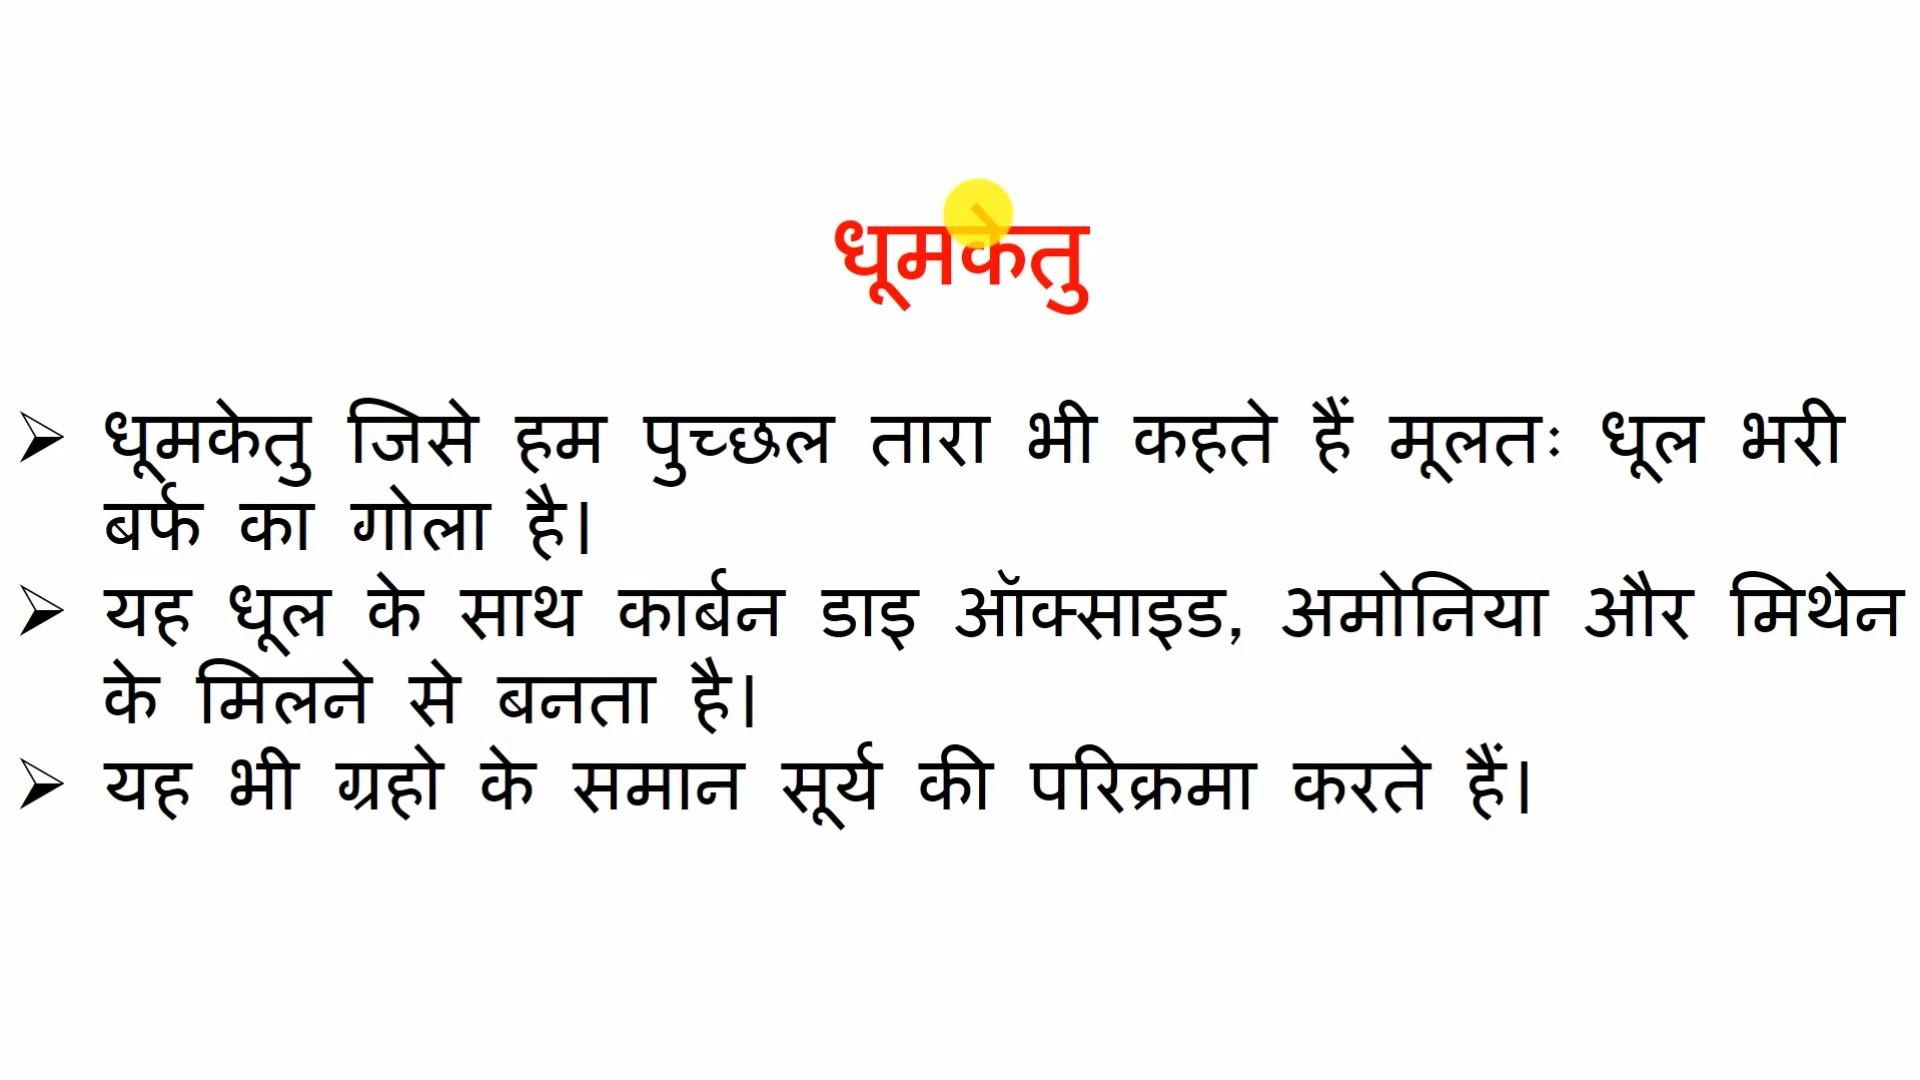 धूमकेतु
➢ धूमकेतु जिसे हम पुच्छल तारा भी कहते हैं मूलतः धूल भरी
बर्फ का गोला है।
➢ यह धूल के साथ कार्बन डाइ ऑक्साइड, अमोनिया और मिथेन
के मिलने से बनता है।
➢ यह भी ग्रहो के समान सूर्य की परिक्रमा करते हैं।